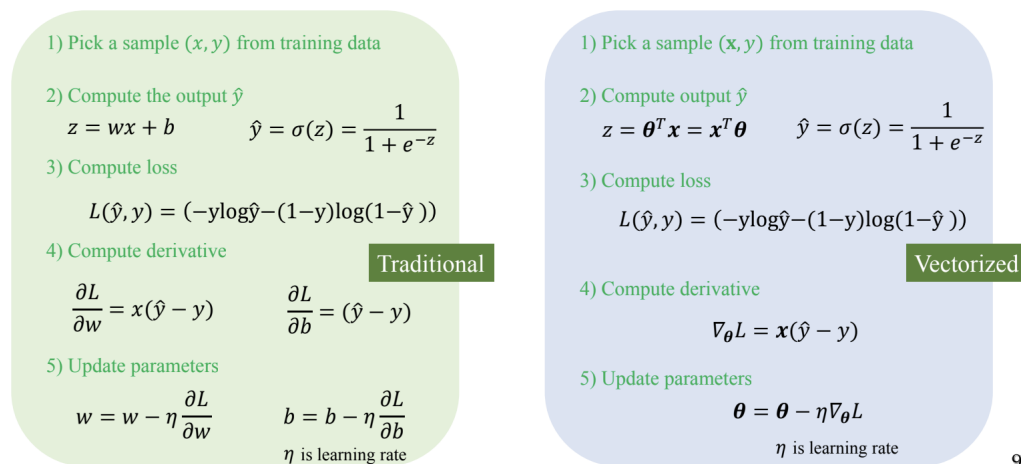 1) Pick a sample (x, y) from training data
2) Compute the output ŷ
z = wx + b    ŷ = σ(z) = 1 / (1 + e^{−z})
3) Compute loss
L(ŷ, y) = (−ylogŷ−(1−y)log(1−ŷ ))
4) Compute derivative
Traditional
∂L/∂w = x(ŷ − y)    ∂L/∂b = (ŷ − y)
5) Update parameters
w = w − η ∂L/∂w    b = b − η ∂L/∂b
η is learning rate
1) Pick a sample (𝐱, y) from training data
2) Compute output ŷ
z = 𝜽^T 𝒙 = 𝒙^T 𝜽    ŷ = σ(z) = 1 / (1 + e^{−z})
3) Compute loss
L(ŷ, y) = (−ylogŷ−(1−y)log(1−ŷ ))
Vectorized
4) Compute derivative
∇_𝜽 L = 𝒙(ŷ − y)
5) Update parameters
𝜽 = 𝜽 − η∇_𝜽 L
η is learning rate
9